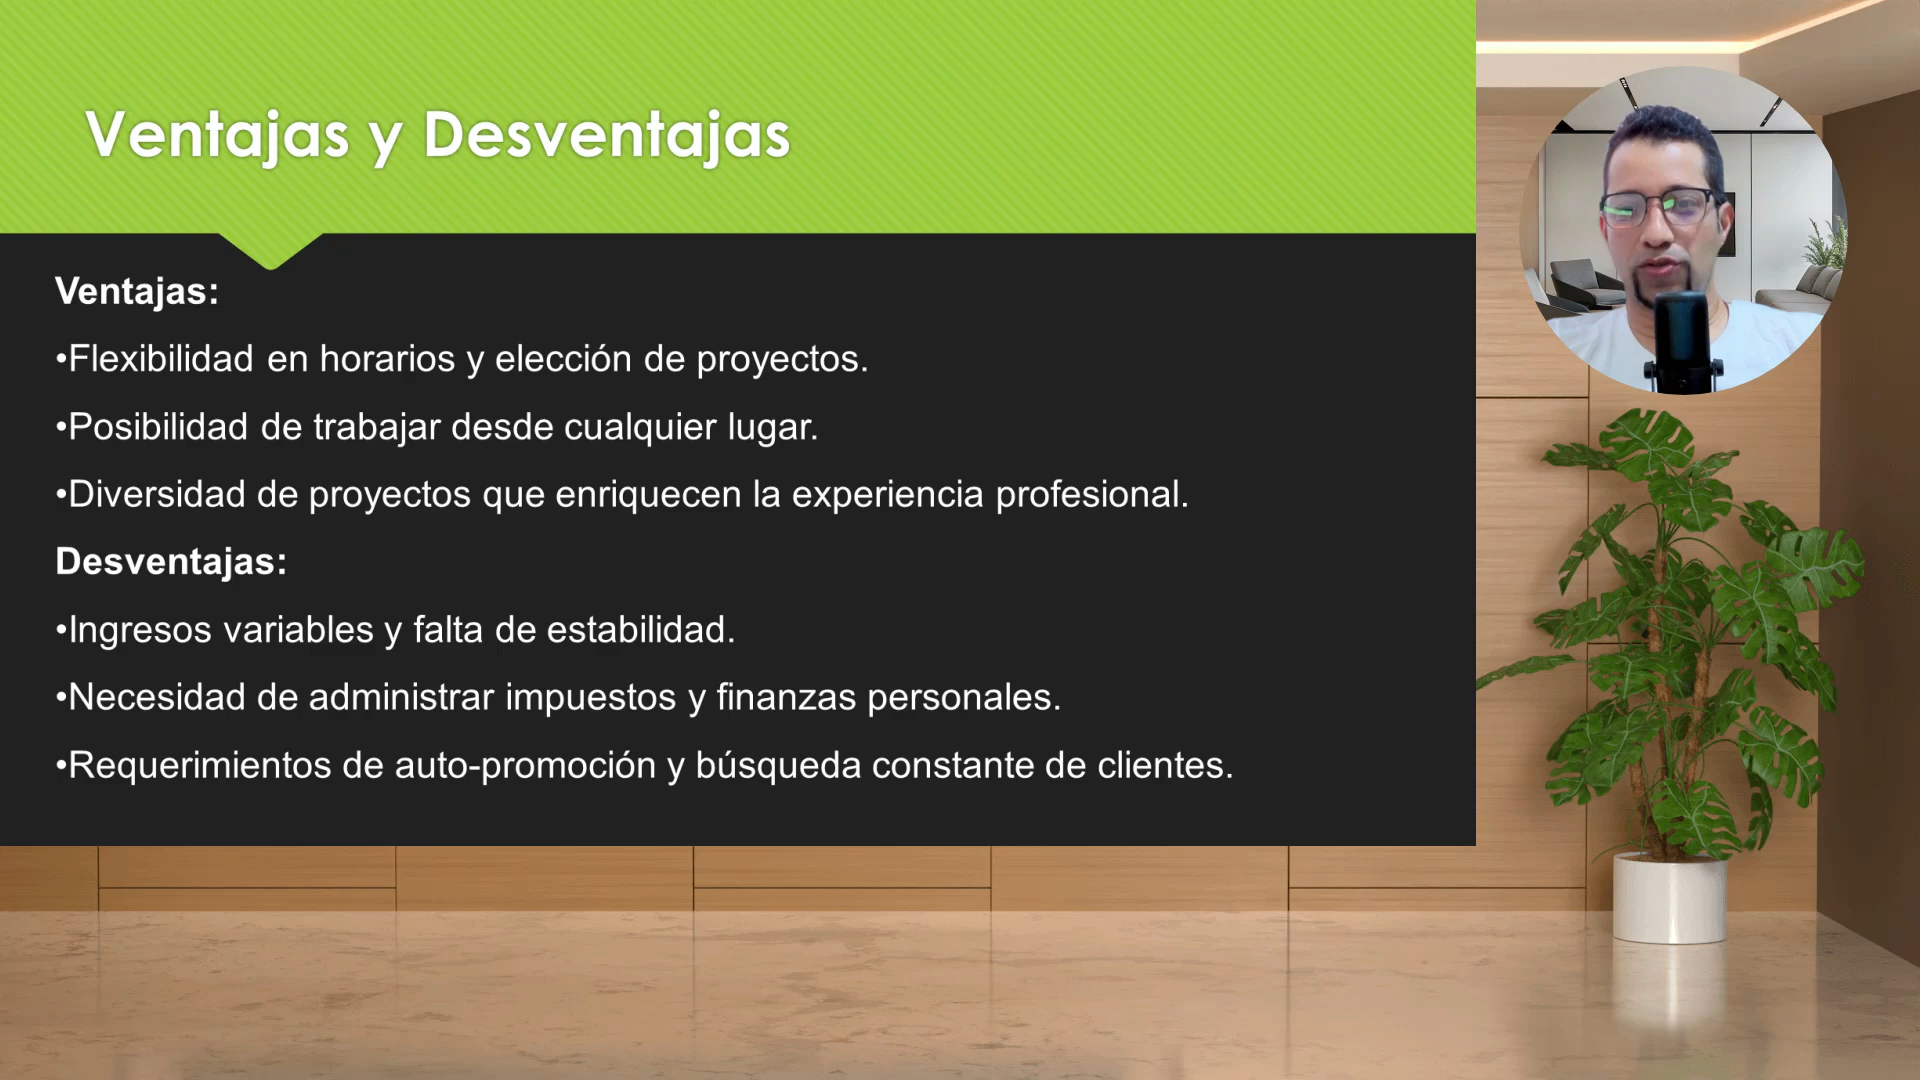 Ventajas y Desventajas
Ventajas:
•Flexibilidad en horarios y elección de proyectos.
•Posibilidad de trabajar desde cualquier lugar.
•Diversidad de proyectos que enriquecen la experiencia profesional.
Desventajas:
•Ingresos variables y falta de estabilidad.
•Necesidad de administrar impuestos y finanzas personales.
•Requerimientos de auto-promoción y búsqueda constante de clientes.